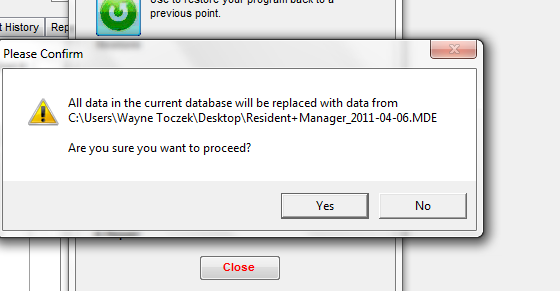 Use to restore your program back to a
previous point.
t History
Rep
Please Confirm
All data in the current database will be replaced with data from
C:\Users\Wayne Toczek\Desktop\Resident+Manager_2011-04-06.MDE
Are you sure you want to proceed?
Yes
No
Close